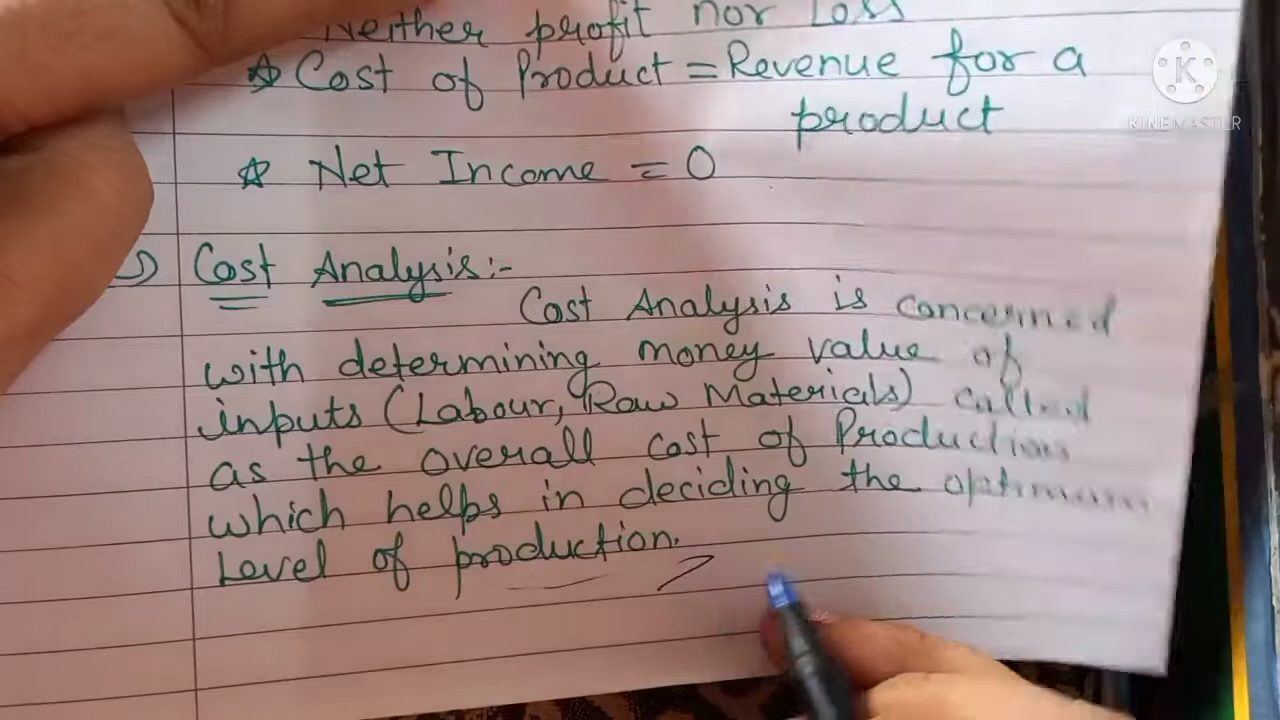 Neither profit nor Loss
☆ Cost of Product = Revenue for a
product
☆ Net Income = 0
Cost Analysis:-
Cost Analysis is concerned
with determining money value of
inputs (Labour, Raw Materials) called
as the overall cost of Production
which helps in deciding the optimum
Level of production.
K
KINEMASTER